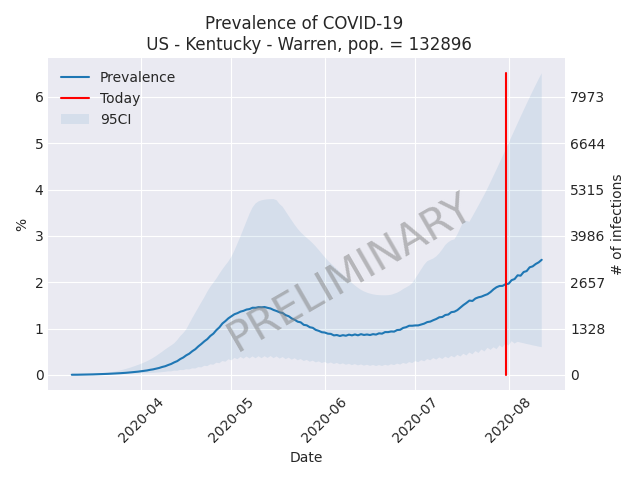 Prevalence of COVID-19
US - Kentucky - Warren, pop. = 132896
Prevalence
Today
95CI
PRELIMINARY
%
6
5
4
3
2
1
0
7973
6644
5315
3986
2657
1328
0
# of infections
2020-04
2020-05
2020-06
2020-07
2020-08
Date